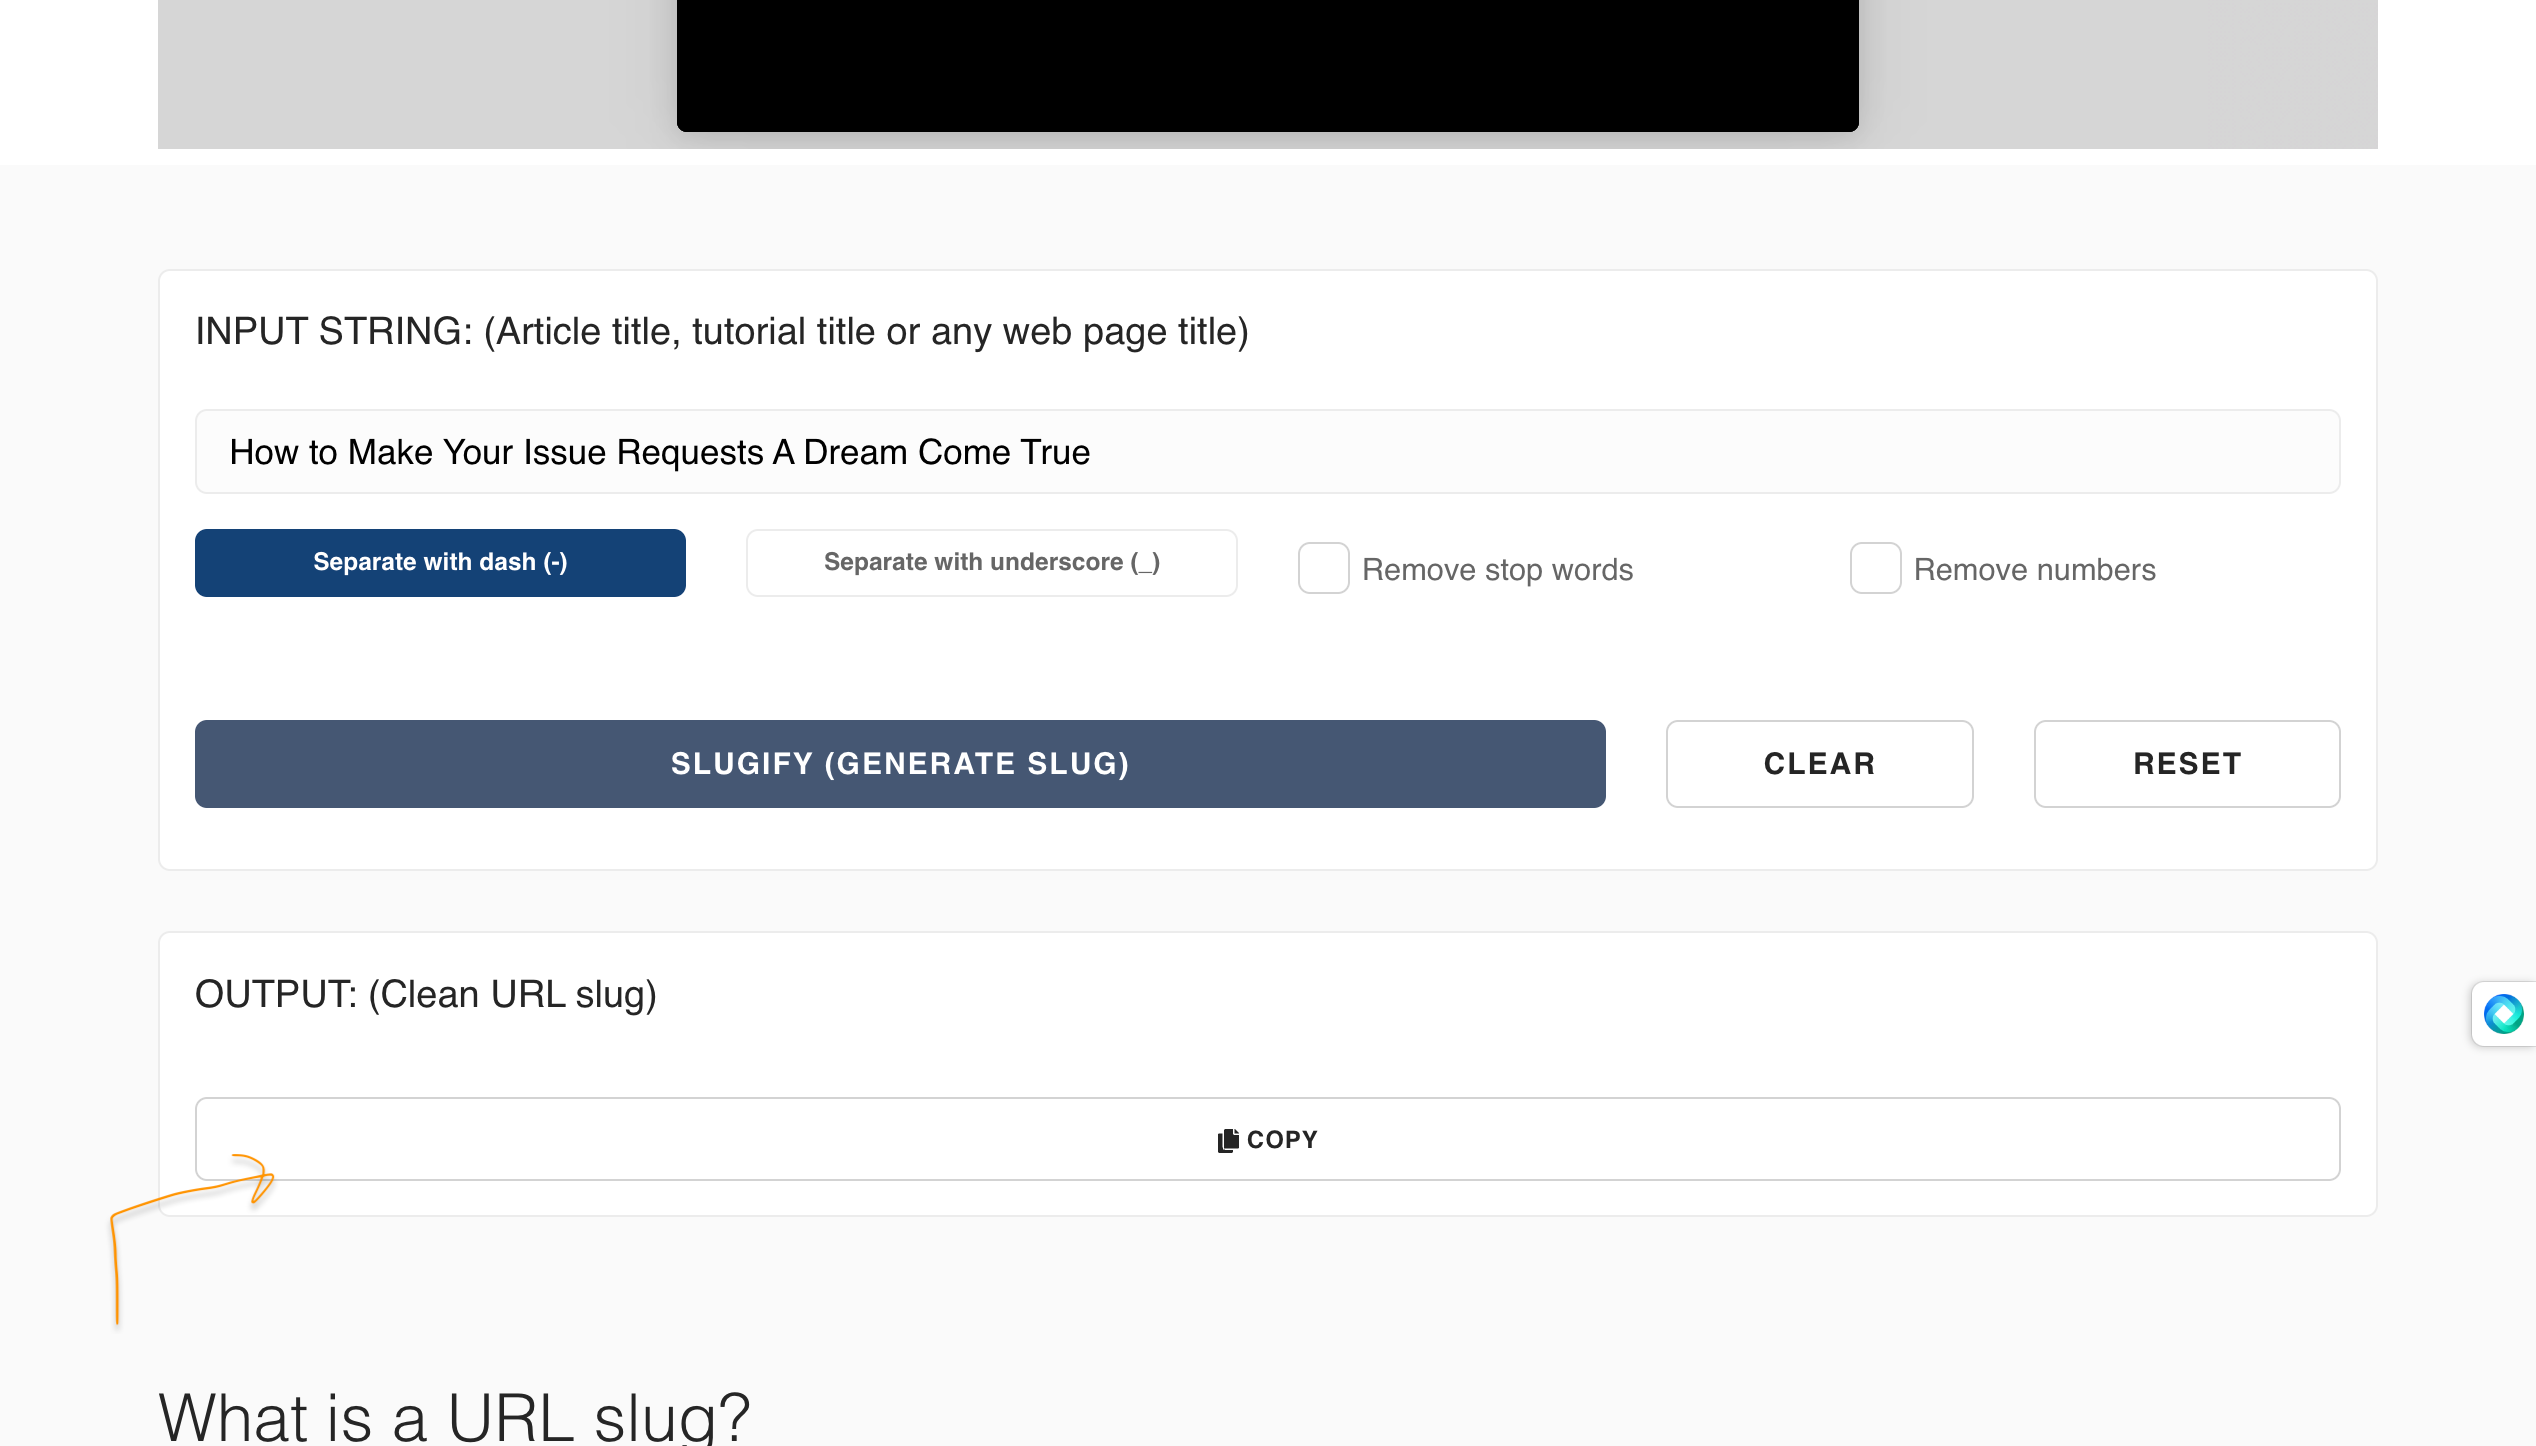 INPUT STRING: (Article title, tutorial title or any web page title)
How to Make Your Issue Requests A Dream Come True
Separate with dash (-)
Separate with underscore (_)
Remove stop words
Remove numbers
SLUGIFY (GENERATE SLUG)
CLEAR
RESET
OUTPUT: (Clean URL slug)
COPY
What is a URL slug?